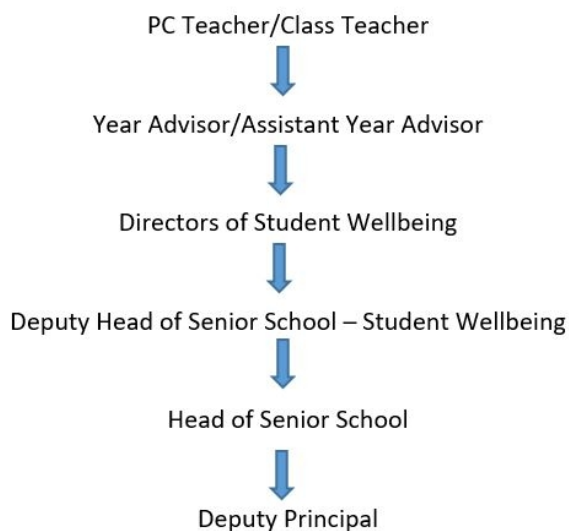 PC Teacher/Class Teacher
Year Advisor/Assistant Year Advisor
Directors of Student Wellbeing
Deputy Head of Senior School – Student Wellbeing
Head of Senior School
Deputy Principal